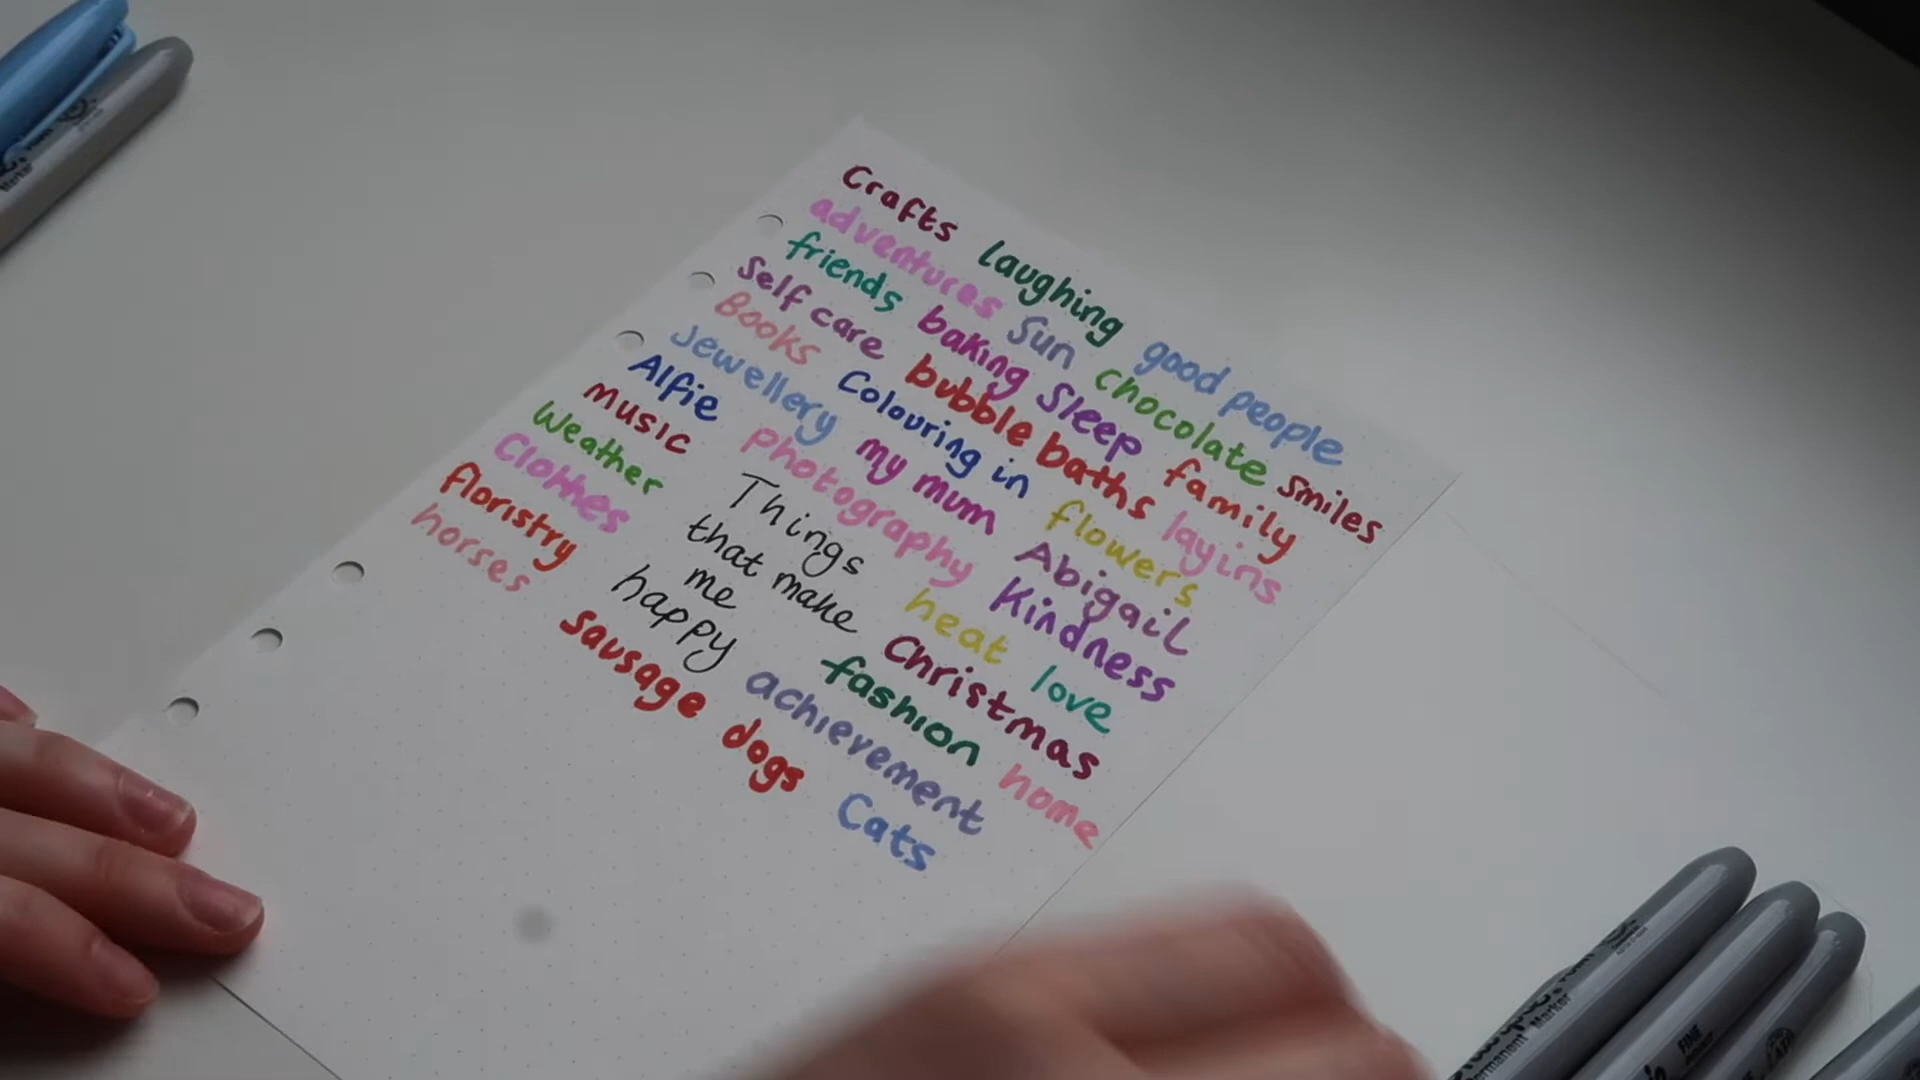 Crafts laughing good people
adventures Sun chocolate smiles
friends baking Sleep family
Self care bubble baths layins
Books Colouring in flowers
Jewellery my mum Abigail
Alfie photography Kindness
music Things heat love
Weather that make Christmas
Clothes me fashion home
floristry happy achievement
horses sausage dogs Cats
Marker
FINE